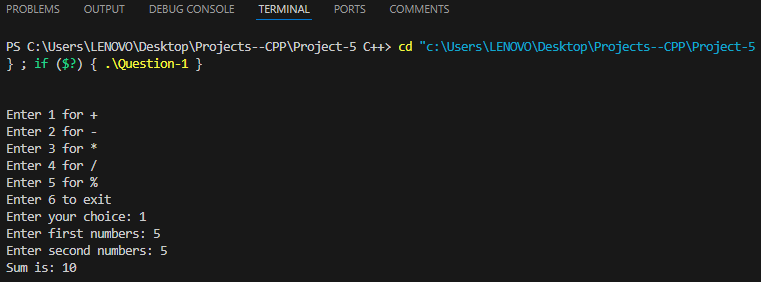 PROBLEMS OUTPUT DEBUG CONSOLE TERMINAL PORTS COMMENTS
PS C:\Users\LENOVO\Desktop\Projects--CPP\Project-5 C++> cd "c:\Users\LENOVO\Desktop\Projects--CPP\Project-5
} ; if ($?) { .\Question-1 }
Enter 1 for +
Enter 2 for -
Enter 3 for *
Enter 4 for /
Enter 5 for %
Enter 6 to exit
Enter your choice: 1
Enter first numbers: 5
Enter second numbers: 5
Sum is: 10